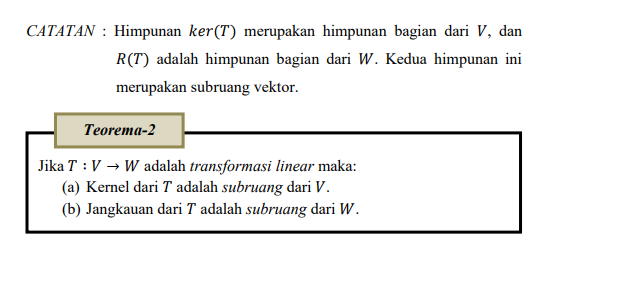 CATATAN : Himpunan ker(T) merupakan himpunan bagian dari V, dan
R(T) adalah himpunan bagian dari W. Kedua himpunan ini
merupakan subruang vektor.
Teorema-2
Jika T : V → W adalah transformasi linear maka:
(a) Kernel dari T adalah subruang dari V.
(b) Jangkauan dari T adalah subruang dari W.